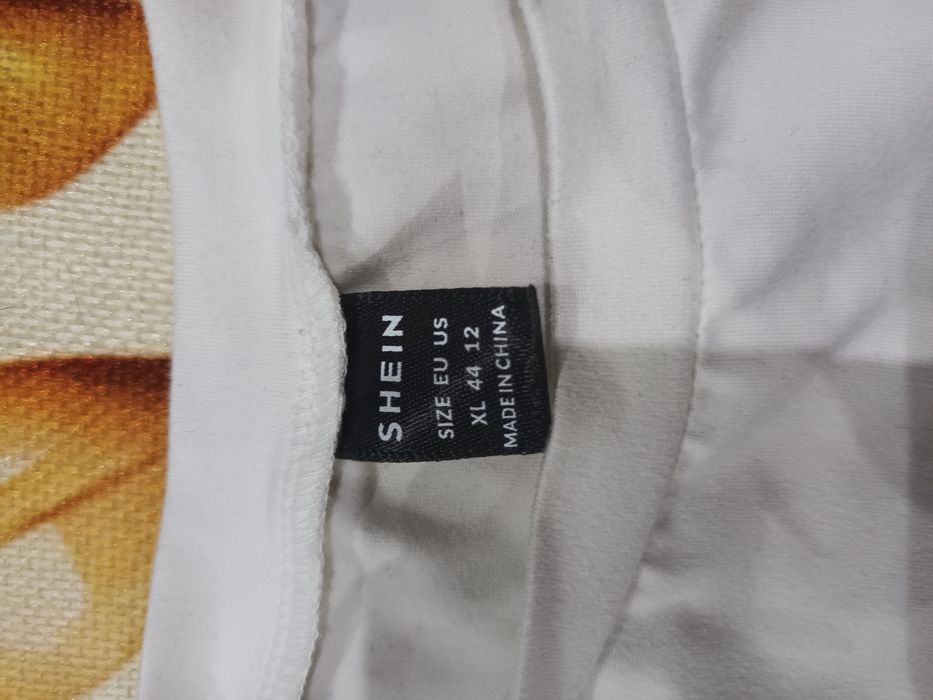 SHEIN
SIZE EU US
XL 44 12
MADE IN CHINA